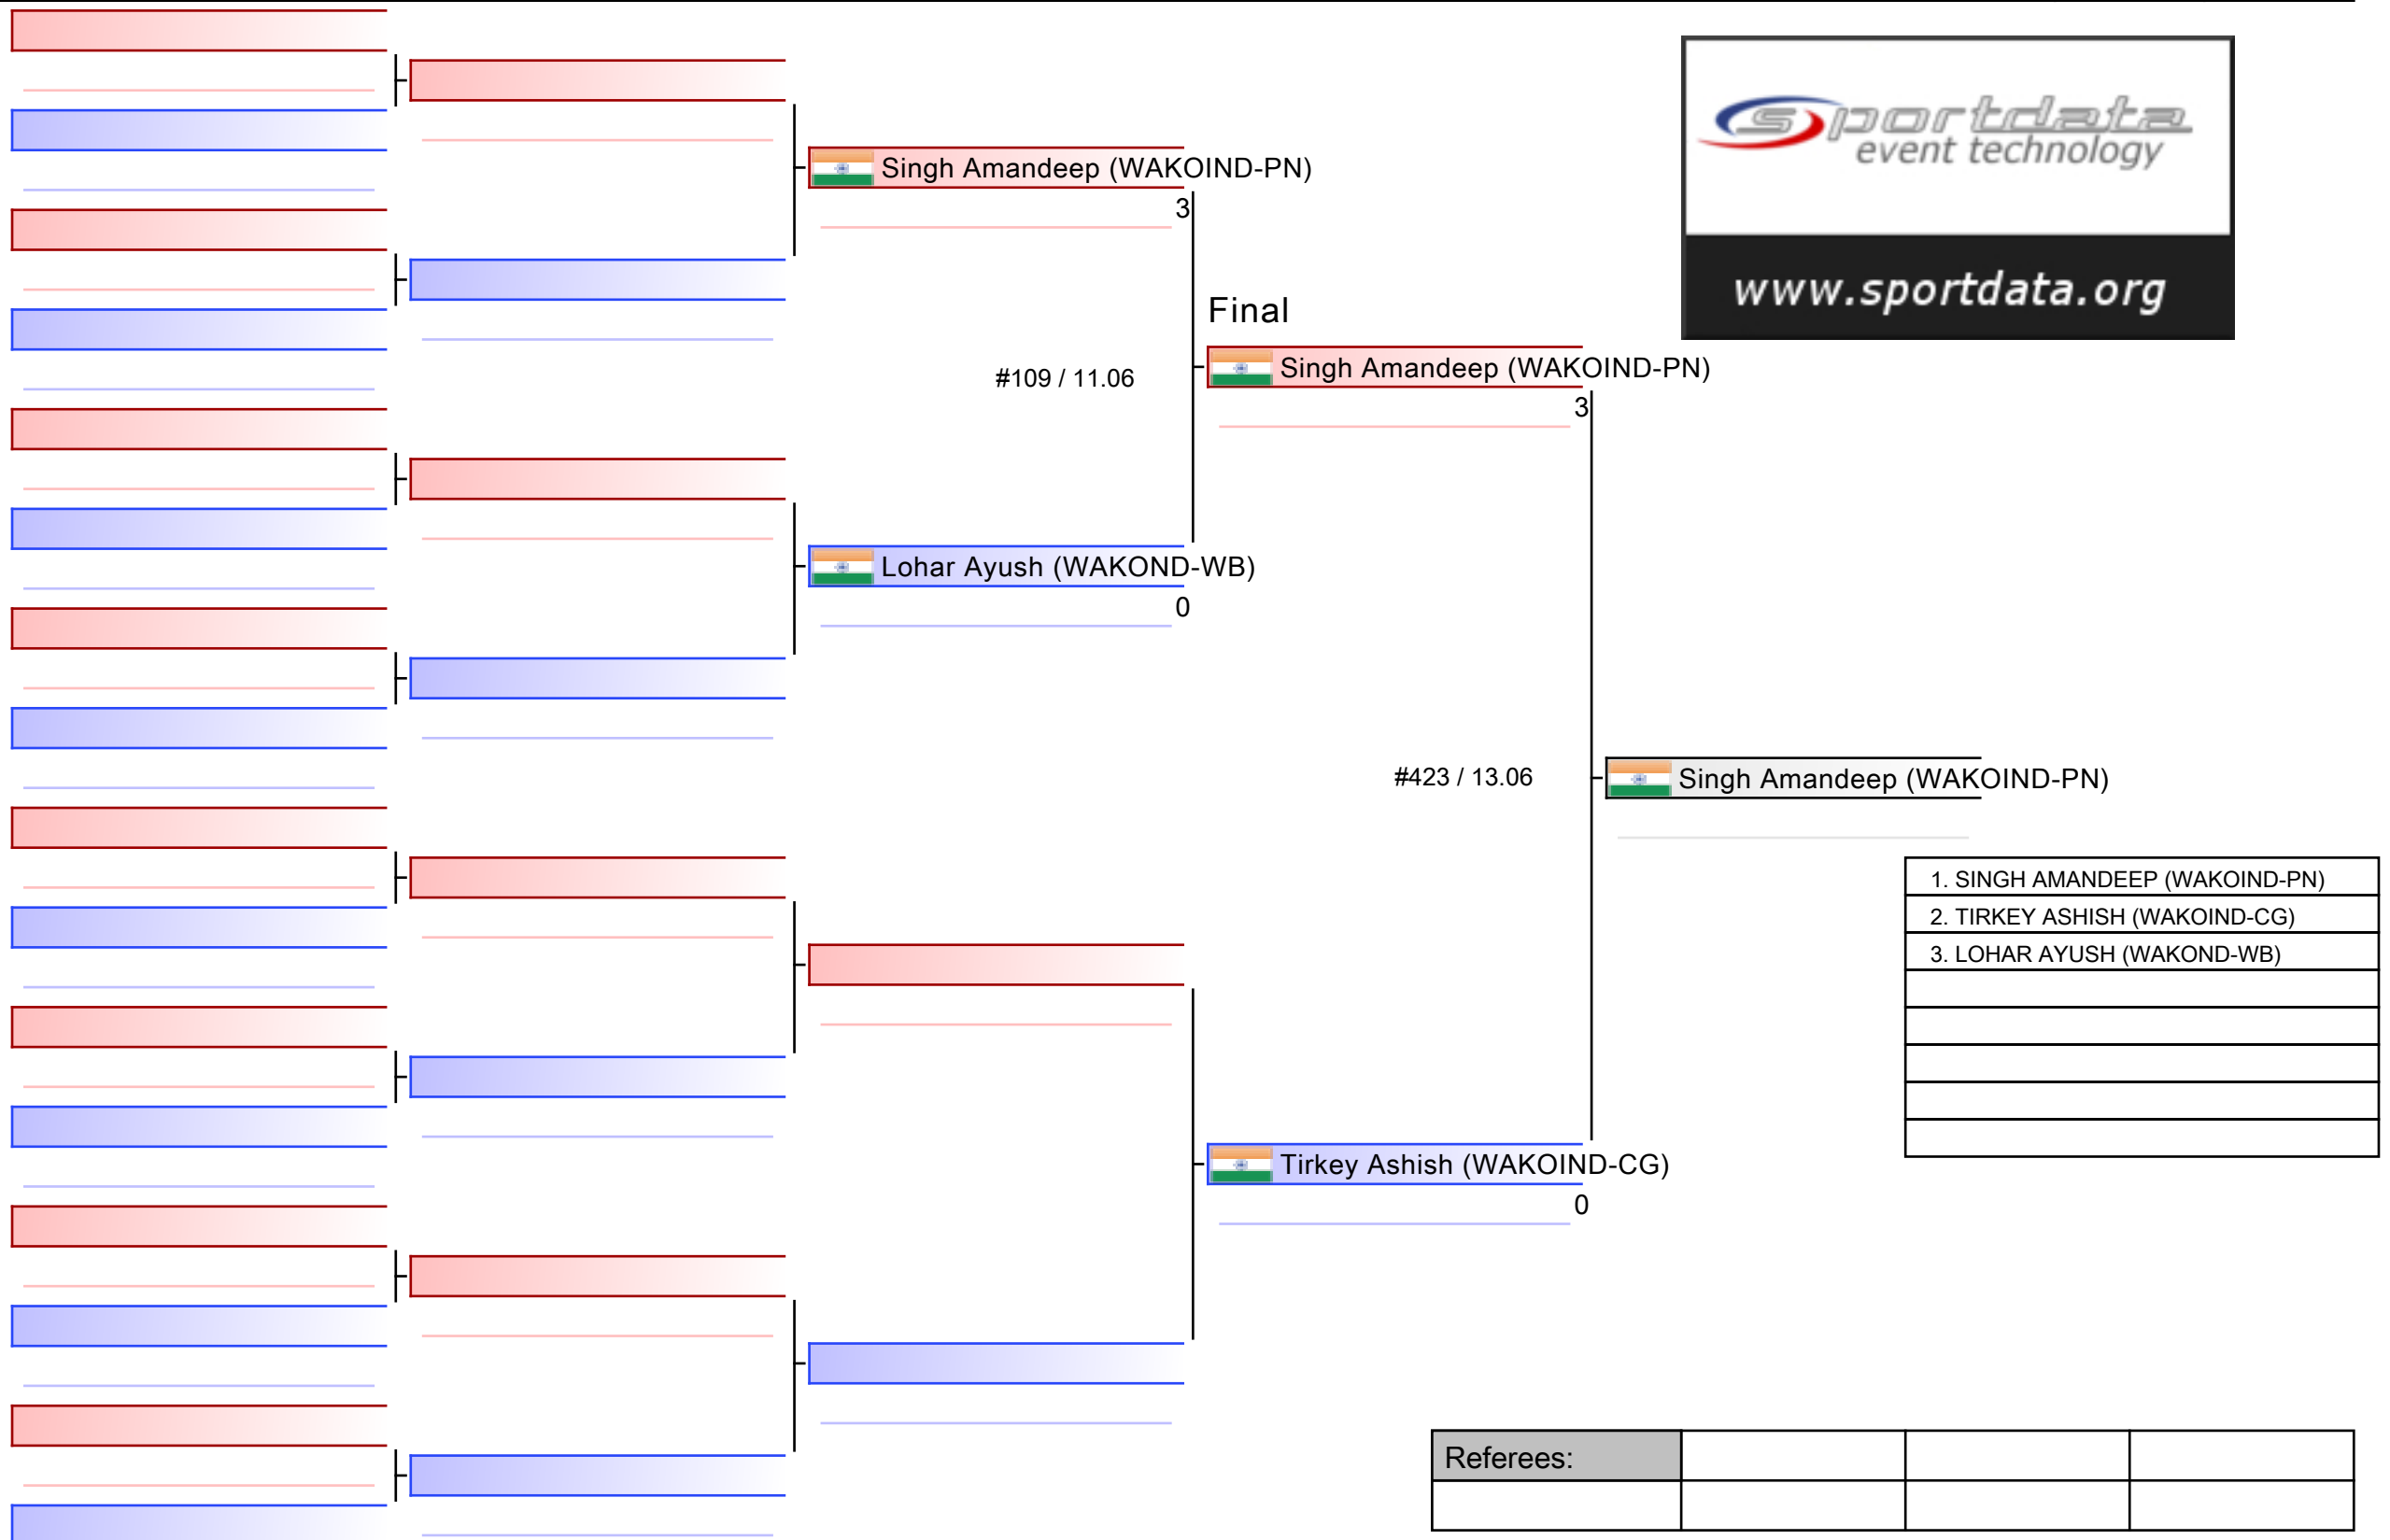 sportdata
event technology
www.sportdata.org
Singh Amandeep (WAKOIND-PN)
3
Final
#109 / 11.06
Singh Amandeep (WAKOIND-PN)
3
Lohar Ayush (WAKOND-WB)
0
#423 / 13.06
Singh Amandeep (WAKOIND-PN)
1. SINGH AMANDEEP (WAKOIND-PN)
2. TIRKEY ASHISH (WAKOIND-CG)
3. LOHAR AYUSH (WAKOND-WB)
Tirkey Ashish (WAKOIND-CG)
0
Referees: